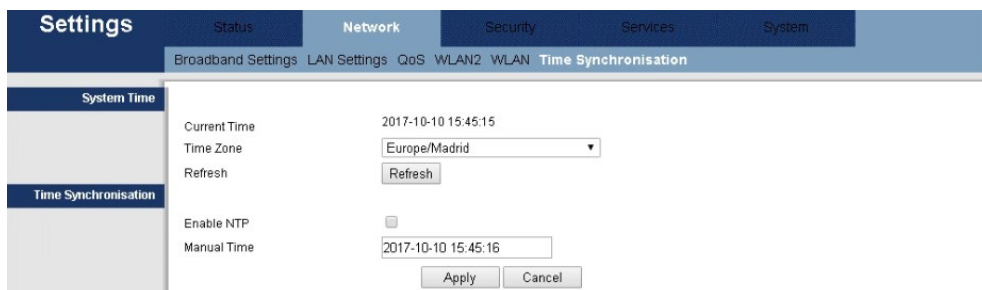 Settings
Status Network Security Services System
Broadband Settings LAN Settings QoS WLAN2 WLAN Time Synchronisation
System Time
Current Time 2017-10-10 15:45:15
Time Zone Europe/Madrid
Refresh Refresh
Time Synchronisation
Enable NTP
Manual Time 2017-10-10 15:45:16
Apply Cancel